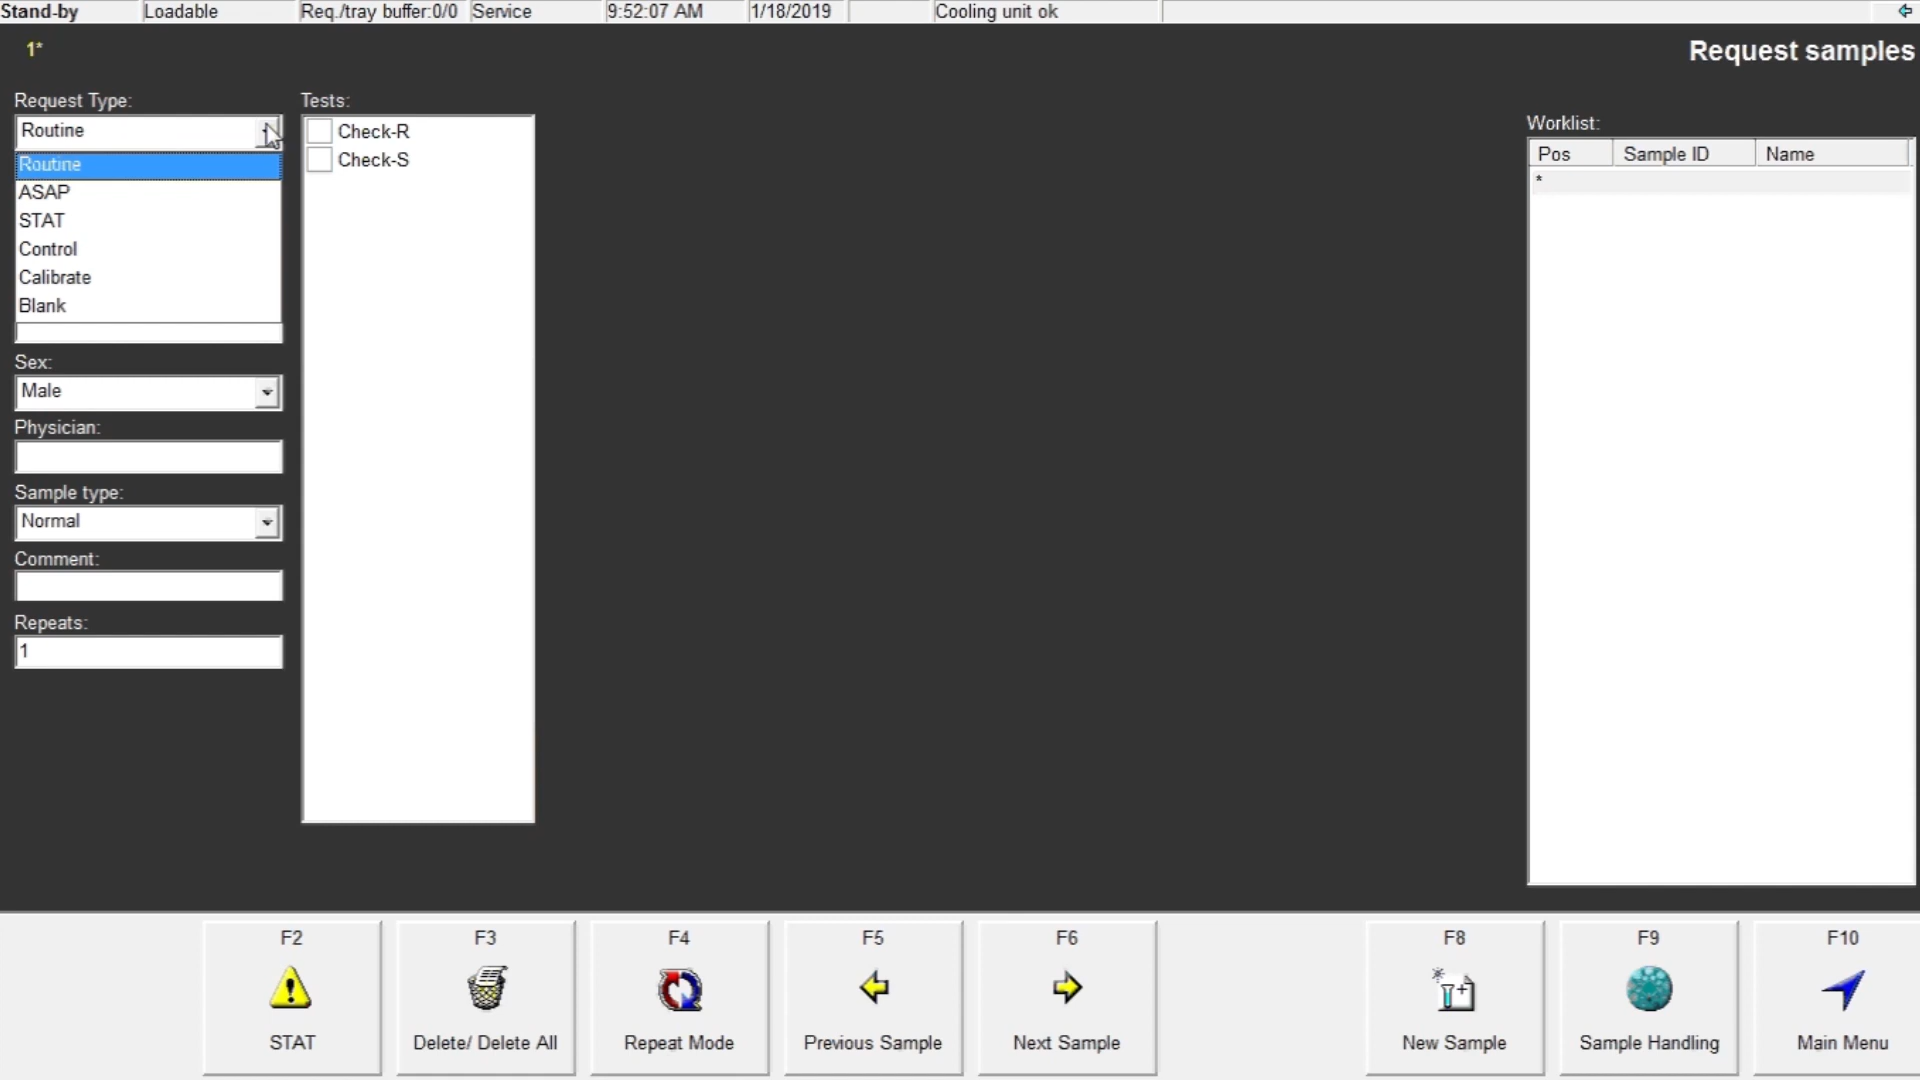 Stand-by Loadable Req./tray buffer:0/0 Service 9:52:07 AM 1/18/2019 Cooling unit ok
1*
Request samples
Request Type:
Routine
Routine
ASAP
STAT
Control
Calibrate
Blank
Sex:
Male
Physician:
Sample type:
Normal
Comment:
Repeats:
1
Tests:
Check-R
Check-S
Worklist:
Pos Sample ID Name
*
F2
STAT
F3
Delete/ Delete All
F4
Repeat Mode
F5
Previous Sample
F6
Next Sample
F8
New Sample
F9
Sample Handling
F10
Main Menu